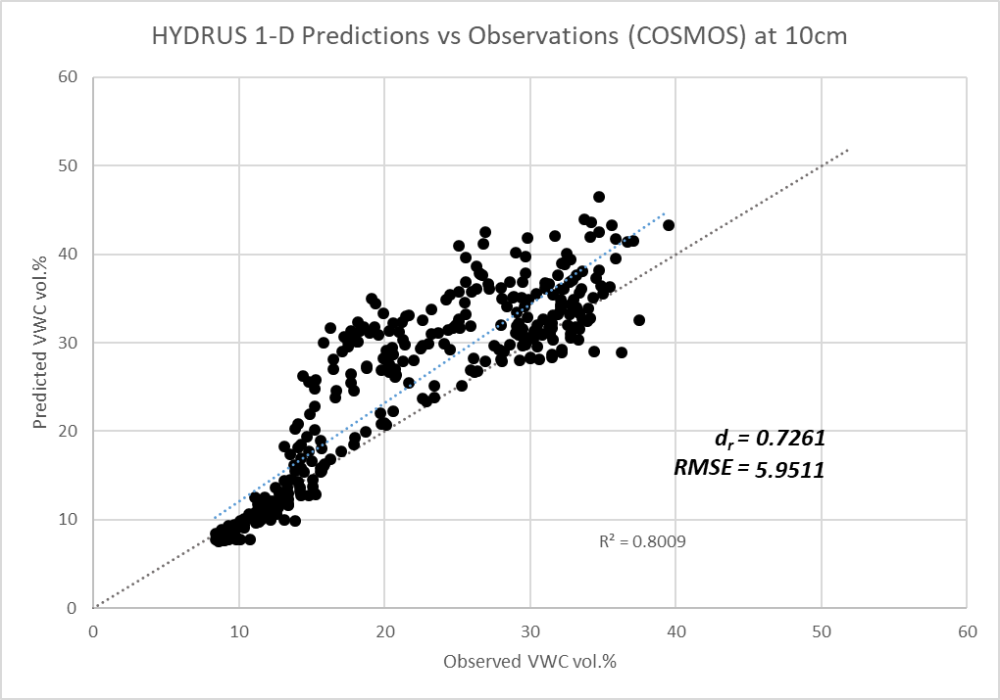 HYDRUS 1-D Predictions vs Observations (COSMOS) at 10cm
60
50
40
30
20
10
0
Predicted VWC vol.%
dr = 0.7261
RMSE = 5.9511
R² = 0.8009
0 10 20 30 40 50 60
Observed VWC vol.%